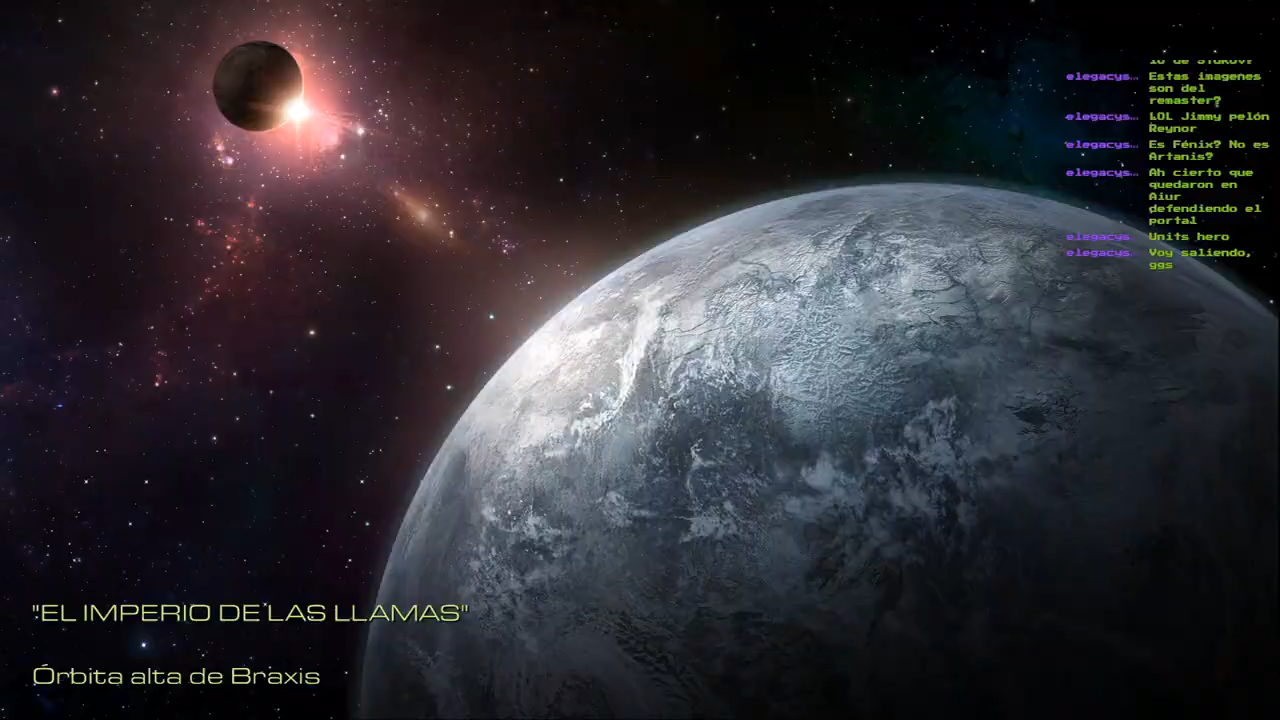 elegacys... Estas imagenes
son del
remaster?
elegacys... LOL Jimmy pelón
Reynor
elegacys... Es Fénix? No es
Artanis?
elegacys... Ah cierto que
quedaron en
Aiur
defendiendo el
portal
elegacys... Units hero
elegacys... Voy saliendo,
ggs
"EL IMPERIO DE LAS LLAMAS"
Órbita alta de Braxis